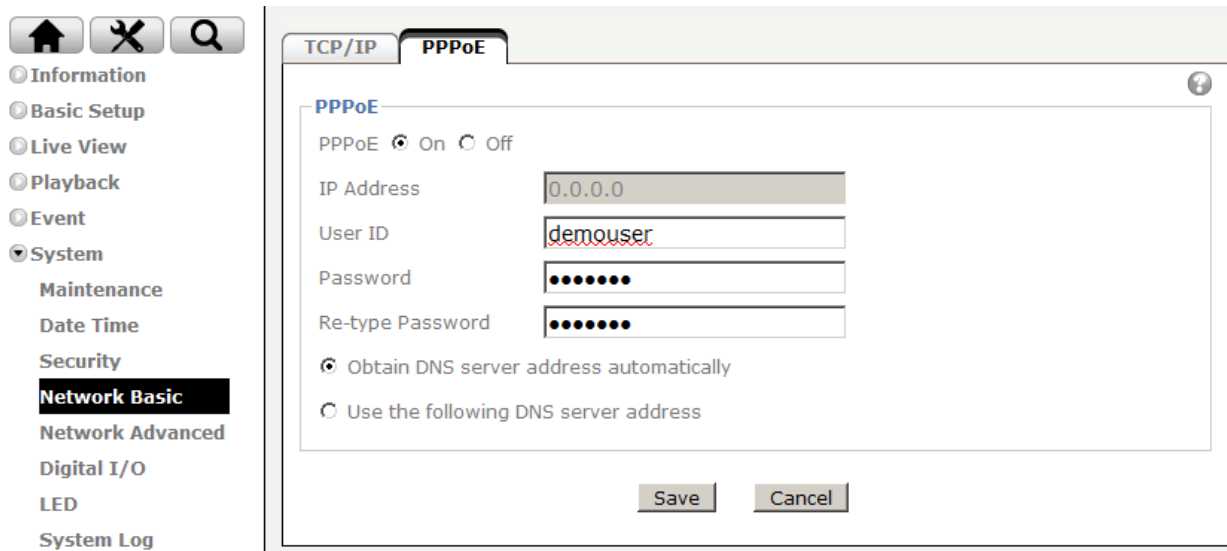 Information
Basic Setup
Live View
Playback
Event
System
Maintenance
Date Time
Security
Network Basic
Network Advanced
Digital I/O
LED
System Log
TCP/IP
PPPoE
PPPoE
PPPoE On Off
IP Address 0.0.0.0
User ID demouser
Password •••••••
Re-type Password •••••••
Obtain DNS server address automatically
Use the following DNS server address
Save Cancel